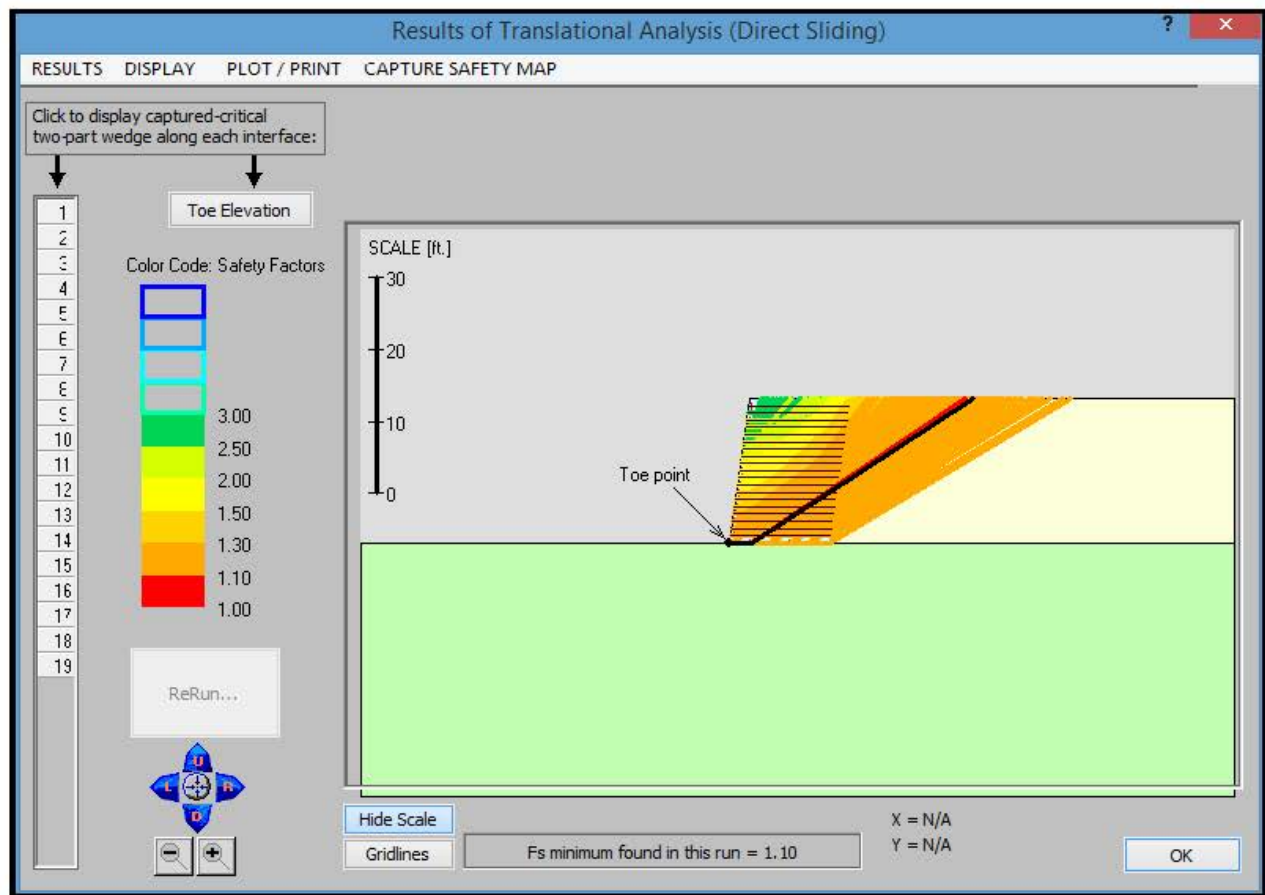 Results of Translational Analysis (Direct Sliding)
?
×
RESULTS DISPLAY PLOT / PRINT CAPTURE SAFETY MAP
Click to display captured-critical
two-part wedge along each interface:
Toe Elevation
1
2
3
4
5
6
7
8
9
10
11
12
13
14
15
16
17
18
19
Color Code: Safety Factors
3.00
2.50
2.00
1.50
1.30
1.10
1.00
ReRun...
U
L
R
D
SCALE [ft.]
30
20
10
0
Toe point
Hide Scale
Gridlines
Fs minimum found in this run = 1.10
X = N/A
Y = N/A
OK